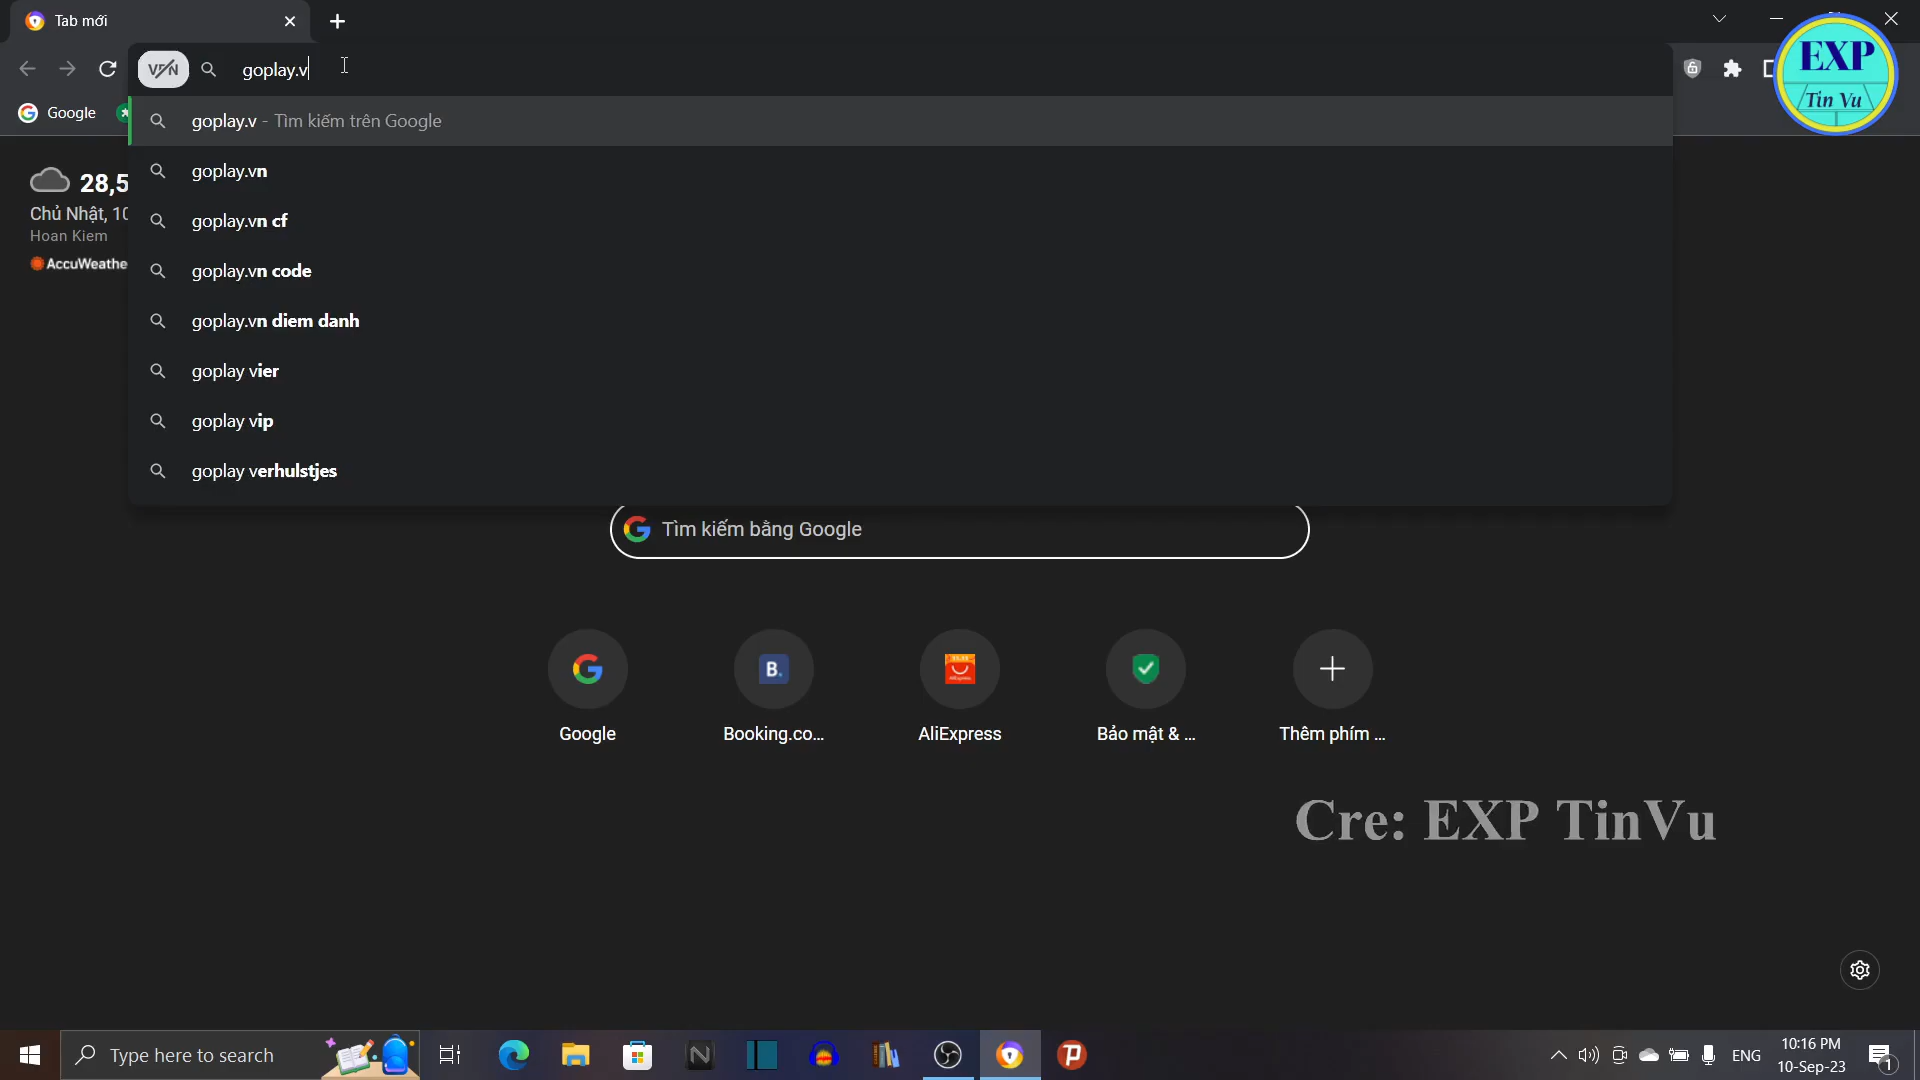 Tab mới
EXP
Tin Vu
VPN
goplay.v
Google
goplay.v - Tìm kiếm trên Google
goplay.vn
goplay.vn cf
goplay.vn code
goplay.vn diem danh
goplay vier
goplay vip
goplay verhulstjes
28,5
Chủ Nhật, 10
Hoan Kiem
AccuWeathe
Tìm kiếm bằng Google
Google
Booking.co...
AliExpress
Bảo mật & ...
Thêm phím ...
Cre: EXP TinVu
Type here to search
ENG
10:16 PM
10-Sep-23
1